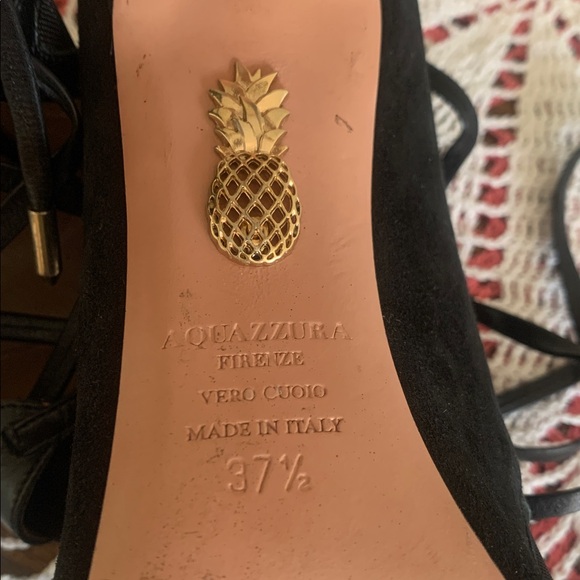 AQUAZZURA
FIRENZE
VERO CUOIO
MADE IN ITALY
37½